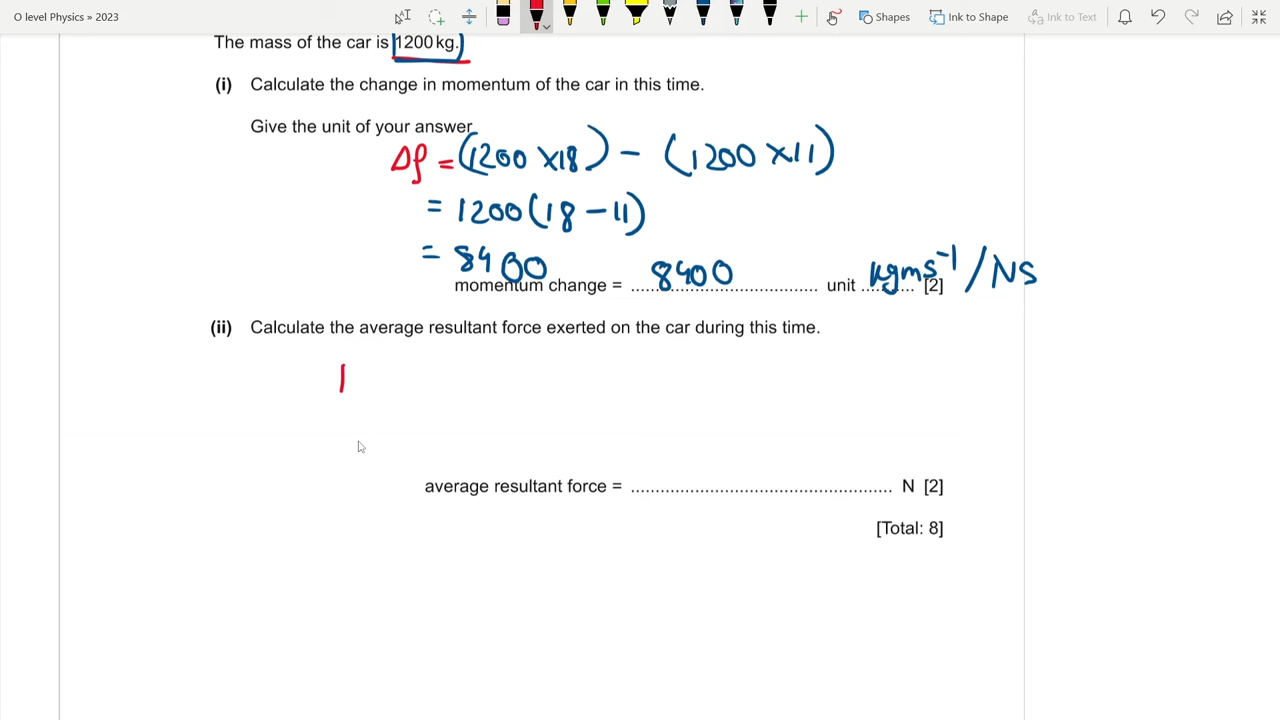 O level Physics » 2023
Shapes
Ink to Shape
Ink to Text
The mass of the car is 1200 kg.
(i) Calculate the change in momentum of the car in this time.
Give the unit of your answer
Δp = (1200 × 18) − (1200 × 11)
= 1200(18 − 11)
= 8400
momentum change = ........ 8400 ........ unit kgms⁻¹/NS [2]
(ii) Calculate the average resultant force exerted on the car during this time.
average resultant force = .................................................... N [2]
[Total: 8]